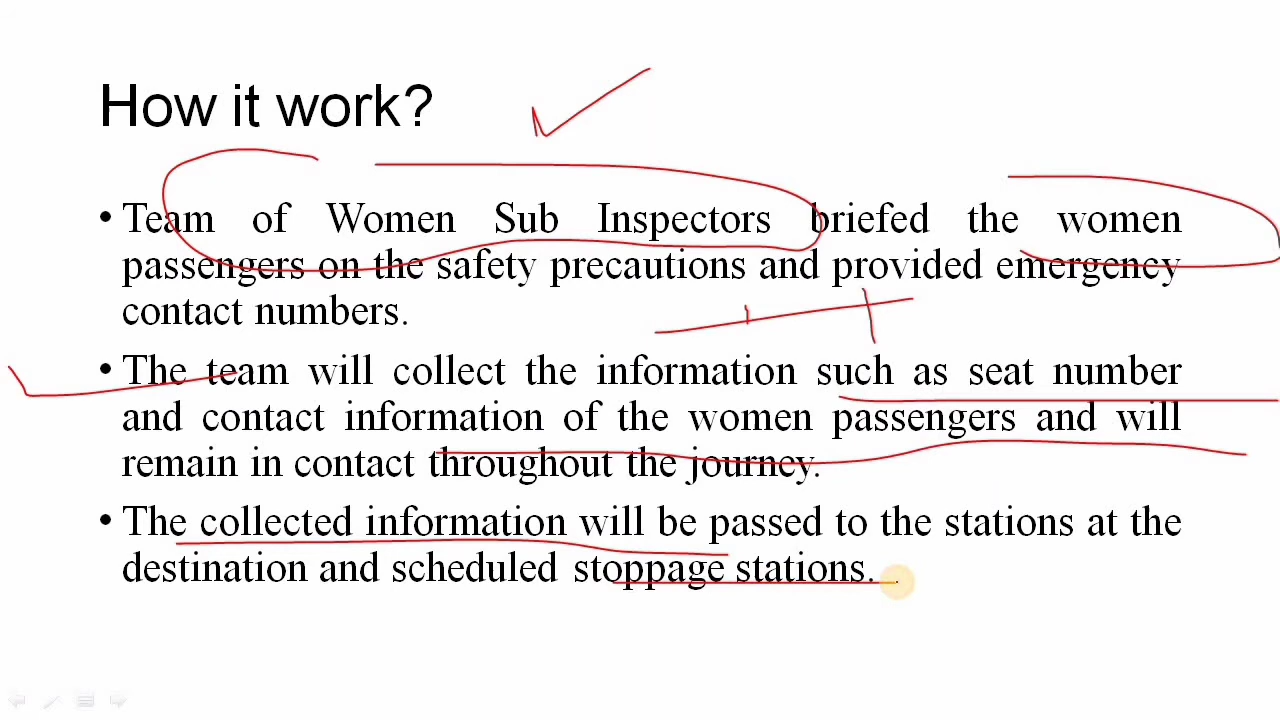 How it work?
• Team of Women Sub Inspectors briefed the women
passengers on the safety precautions and provided emergency
contact numbers.
• The team will collect the information such as seat number
and contact information of the women passengers and will
remain in contact throughout the journey.
• The collected information will be passed to the stations at the
destination and scheduled stoppage stations.